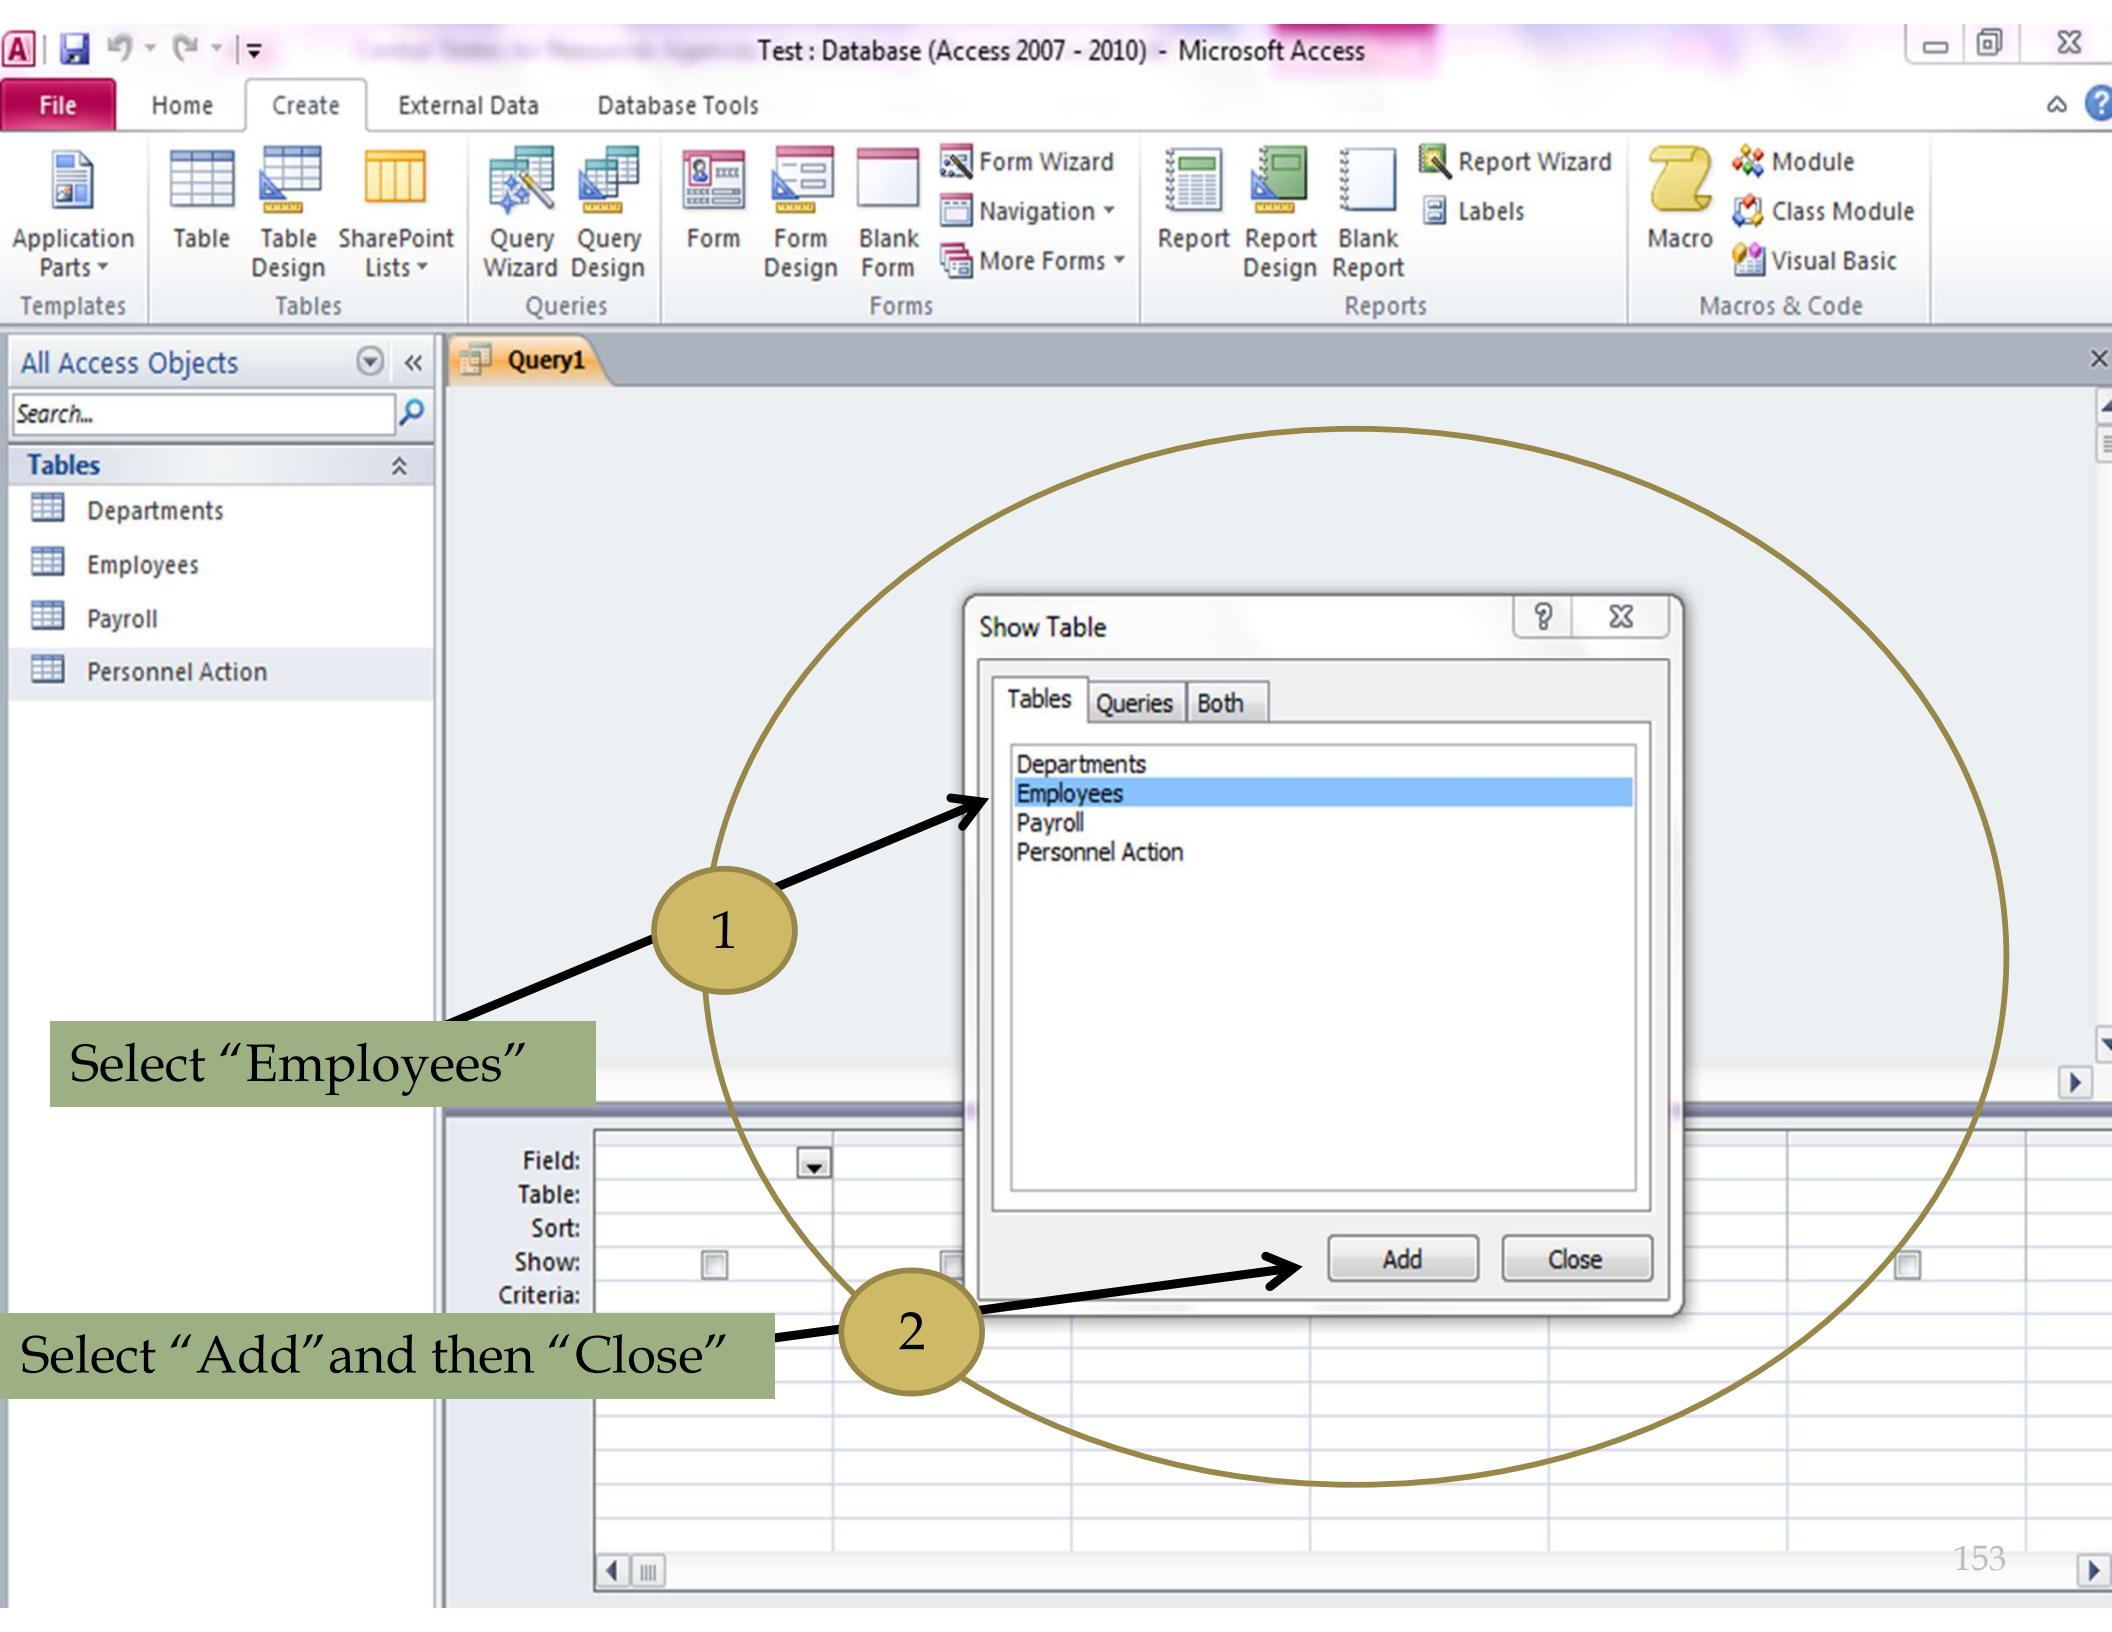 Test : Database (Access 2007 - 2010) - Microsoft Access
File Home Create External Data Database Tools
Application Parts
Table
Table Design
SharePoint Lists
Query Wizard
Query Design
Form
Form Design
Blank Form
Form Wizard
Navigation
More Forms
Report
Report Design
Blank Report
Report Wizard
Labels
Macro
Module
Class Module
Visual Basic
Templates Tables Queries Forms Reports Macros & Code
All Access Objects
Search...
Tables
Departments
Employees
Payroll
Personnel Action
Query1
Show Table
Tables Queries Both
Departments
Employees
Payroll
Personnel Action
Add Close
1
Select “Employees”
Field:
Table:
Sort:
Show:
Criteria:
2
Select “Add”and then “Close”
153